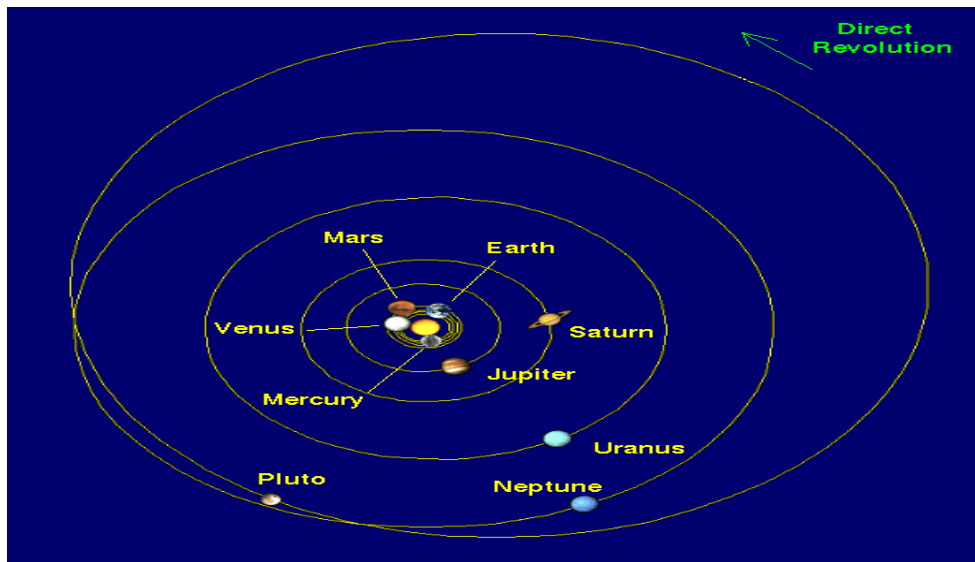 Direct
Revolution
Mars
Earth
Venus
Saturn
Jupiter
Mercury
Uranus
Pluto
Neptune